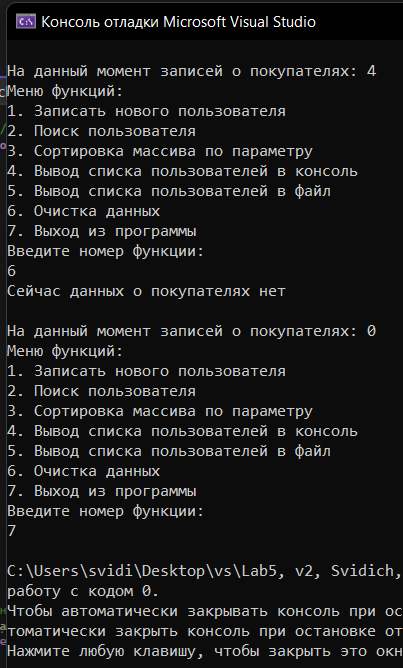 Консоль отладки Microsoft Visual Studio
На данный момент записей о покупателях: 4
Меню функций:
1. Записать нового пользователя
2. Поиск пользователя
3. Сортировка массива по параметру
4. Вывод списка пользователей в консоль
5. Вывод списка пользователей в файл
6. Очистка данных
7. Выход из программы
Введите номер функции:
6
Сейчас данных о покупателях нет
На данный момент записей о покупателях: 0
Меню функций:
1. Записать нового пользователя
2. Поиск пользователя
3. Сортировка массива по параметру
4. Вывод списка пользователей в консоль
5. Вывод списка пользователей в файл
6. Очистка данных
7. Выход из программы
Введите номер функции:
7
C:\Users\svidi\Desktop\vs\Lab5, v2, Svidich,
работу с кодом 0.
Чтобы автоматически закрывать консоль при ос
томатически закрыть консоль при остановке от
Нажмите любую клавишу, чтобы закрыть это окн